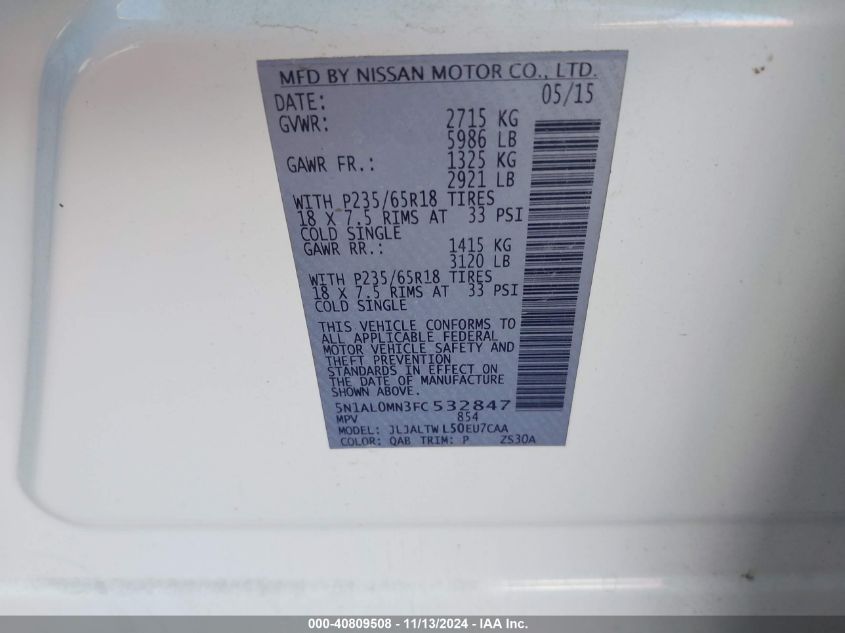 MFD BY NISSAN MOTOR CO., LTD.
DATE: 05/15
GVWR: 2715 KG
5986 LB
GAWR FR.: 1325 KG
2921 LB
WITH P235/65R18 TIRES
18 X 7.5 RIMS AT 33 PSI
COLD SINGLE
GAWR RR.: 1415 KG
3120 LB
WITH P235/65R18 TIRES
18 X 7.5 RIMS AT 33 PSI
COLD SINGLE
THIS VEHICLE CONFORMS TO
ALL APPLICABLE FEDERAL
MOTOR VEHICLE SAFETY AND
THEFT PREVENTION
STANDARDS IN EFFECT ON
THE DATE OF MANUFACTURE
SHOWN ABOVE.
5N1AL0MN3FC532847
MPV 854
MODEL: JLJALTWL50EU7CAA
COLOR: QAB TRIM: P ZS30A
000-40809508 - 11/13/2024 - IAA Inc.